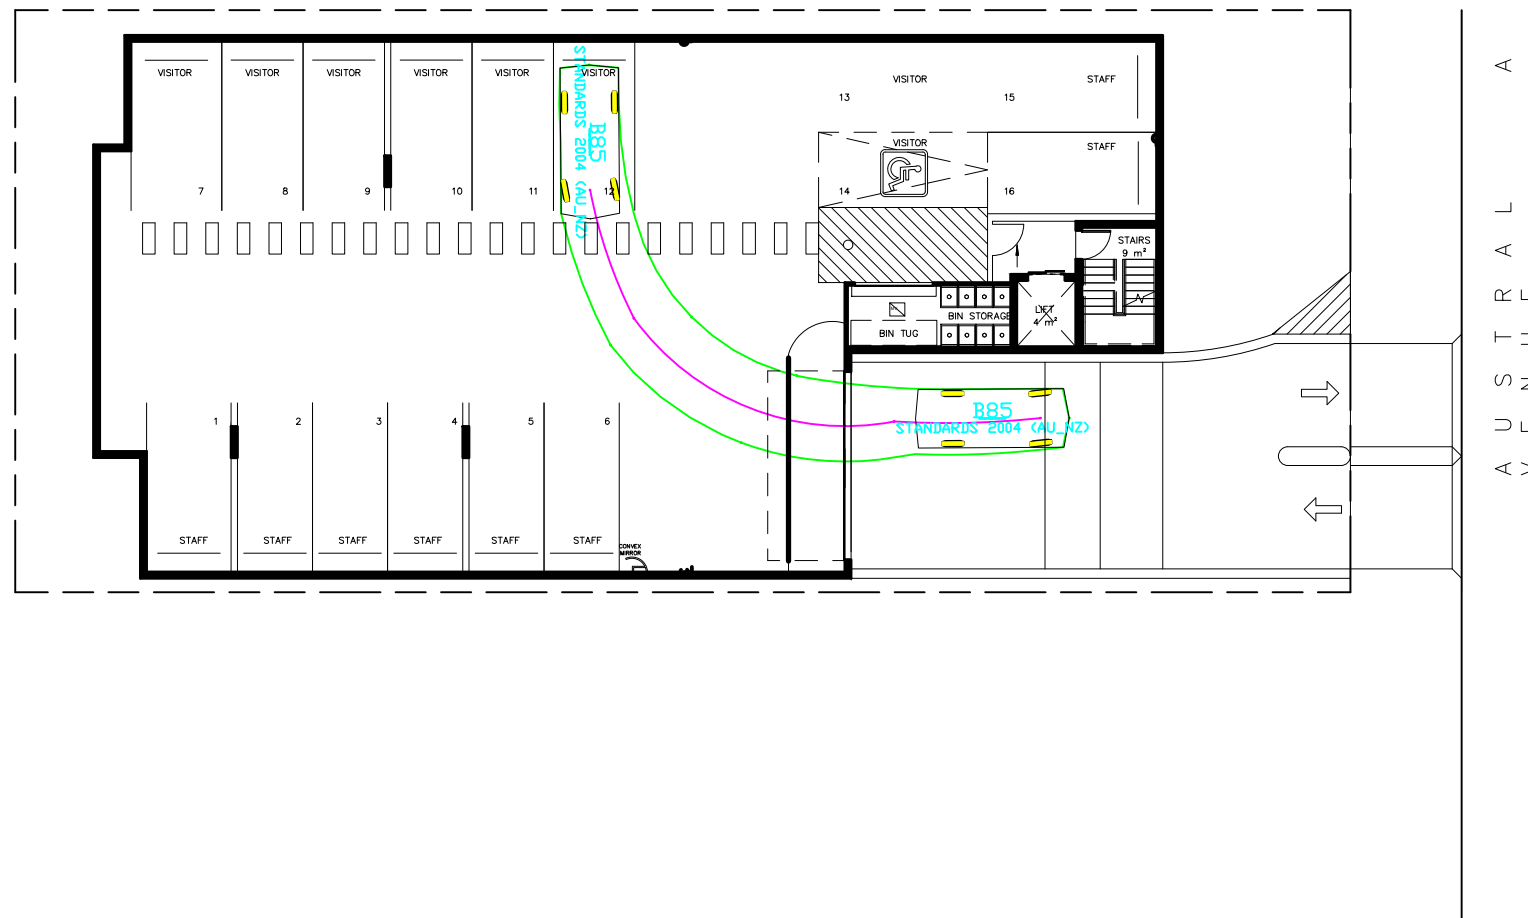 VISITOR
VISITOR
VISITOR
VISITOR
VISITOR
VISITOR
7
8
9
10
11
12
B85
STANDARDS 2004 (AU_NZ)
VISITOR
STAFF
13
15
VISITOR
STAFF
14
16
STAIRS
9 m²
LIFT
4 m²
BIN STORAGE
BIN TUG
B85
STANDARDS 2004 (AU_NZ)
1
2
3
4
5
6
STAFF
STAFF
STAFF
STAFF
STAFF
STAFF
CONVEX
MIRROR
AUSTRAL A
VENUE